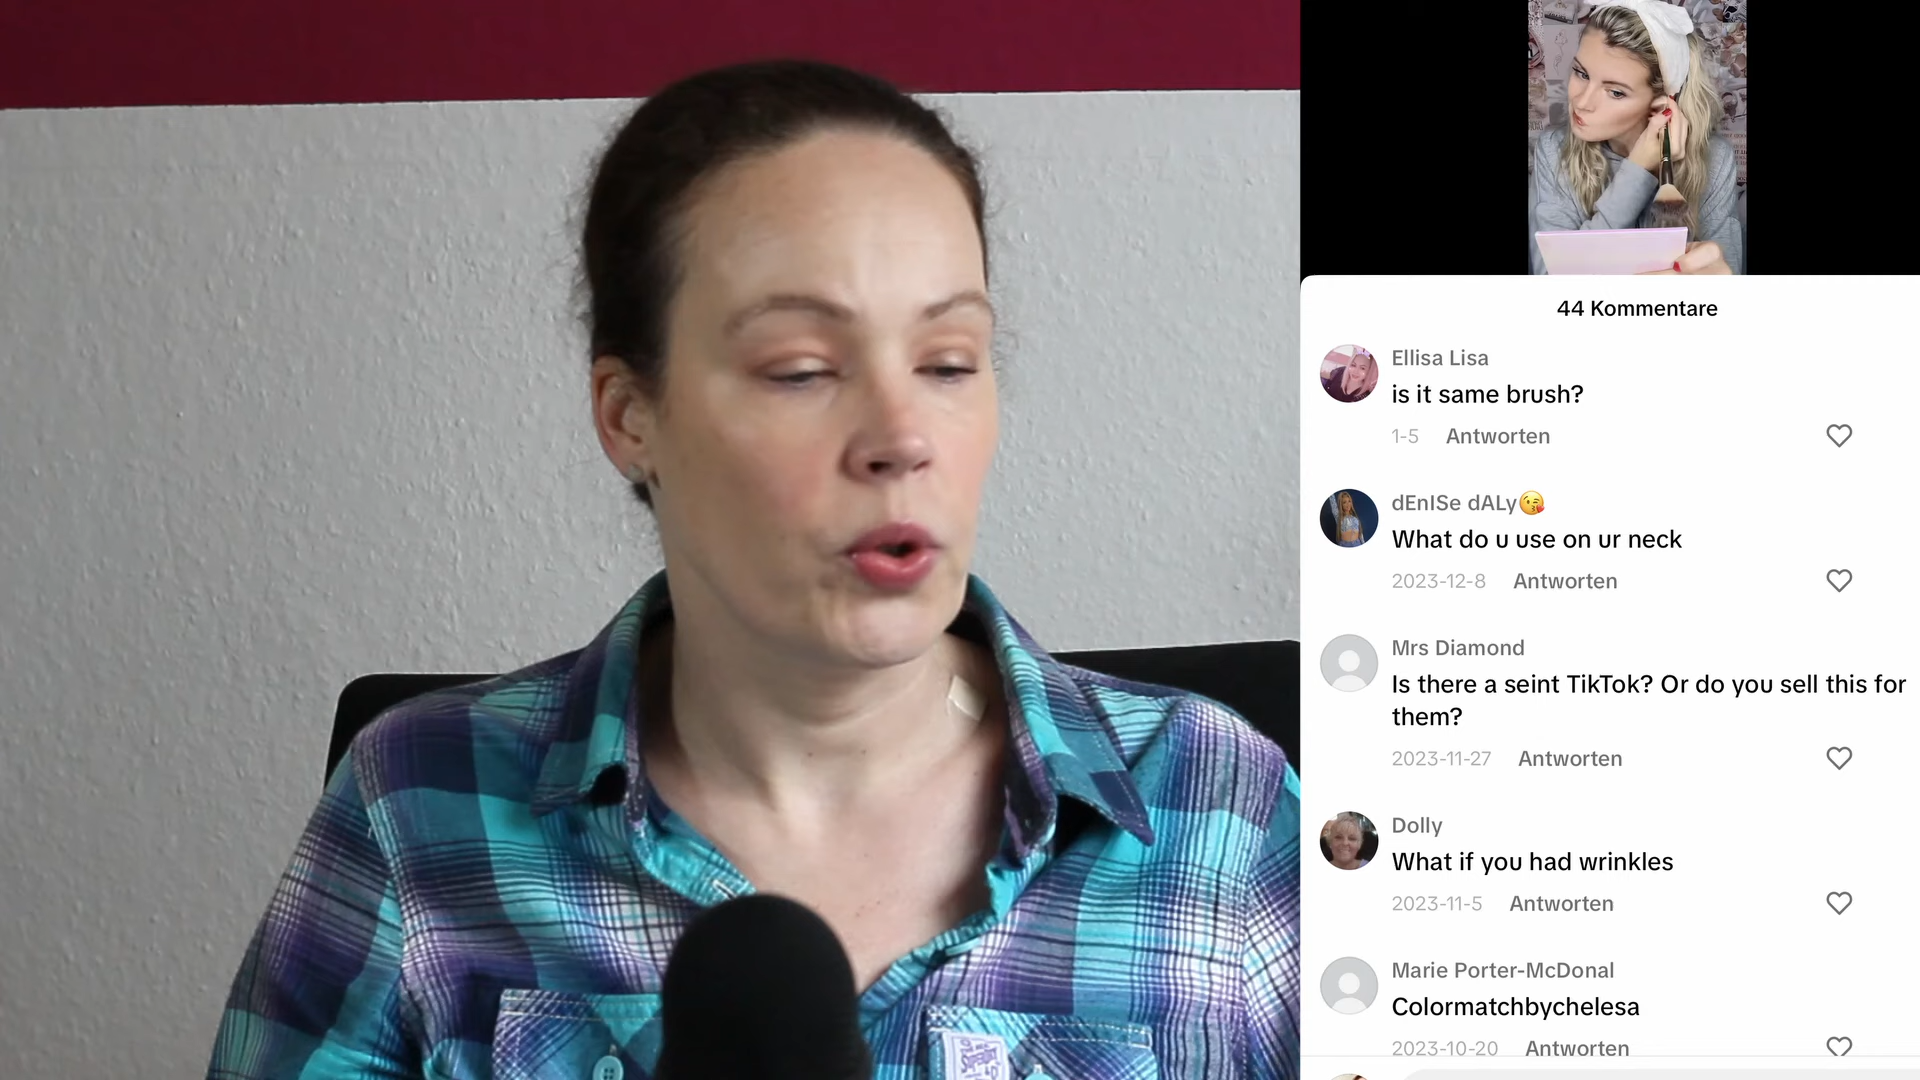 44 Kommentare
Ellisa Lisa
is it same brush?
1-5 Antworten
dEnISe dALy😘
What do u use on ur neck
2023-12-8 Antworten
Mrs Diamond
Is there a seint TikTok? Or do you sell this for
them?
2023-11-27 Antworten
Dolly
What if you had wrinkles
2023-11-5 Antworten
Marie Porter-McDonal
Colormatchbychelesa
2023-10-20 Antworten